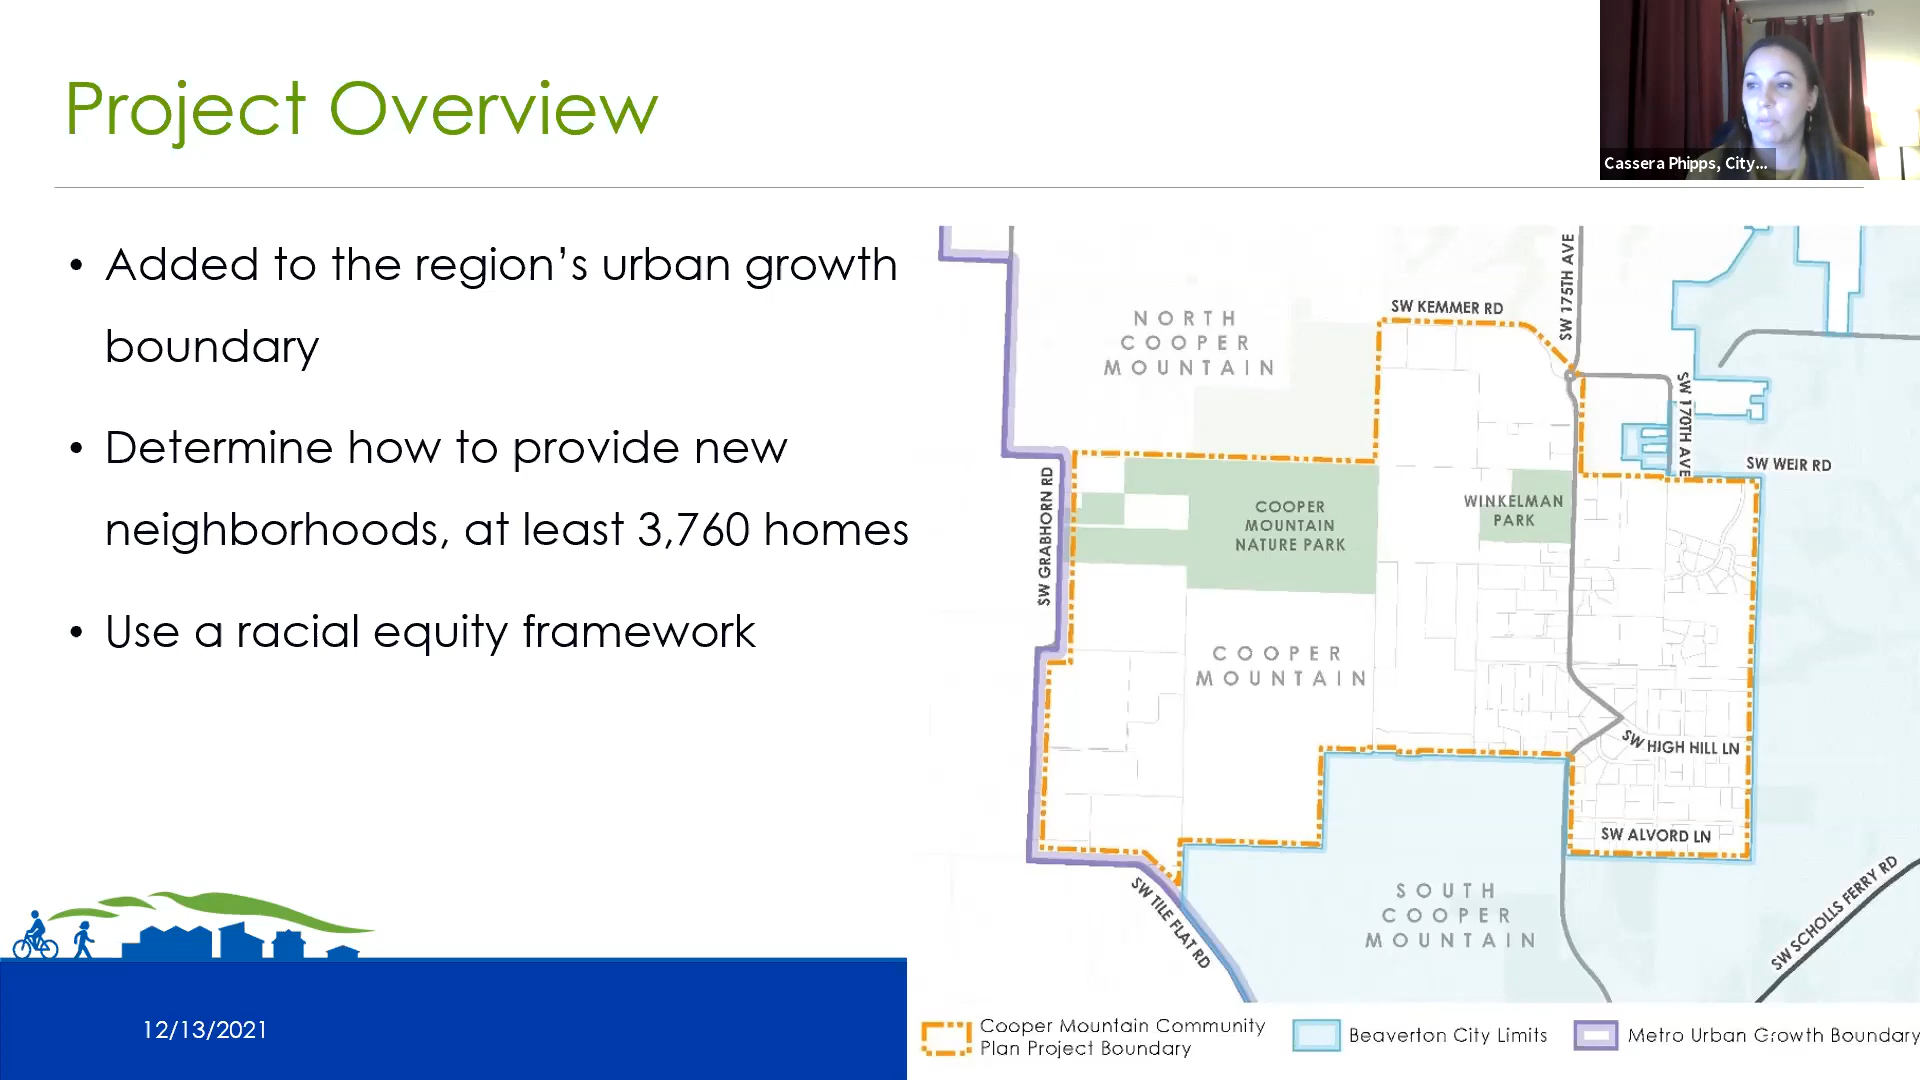 Project Overview
Cassera Phipps, City...
• Added to the region's urban growth
boundary
• Determine how to provide new
neighborhoods, at least 3,760 homes
• Use a racial equity framework
12/13/2021
NORTH
COOPER
MOUNTAIN
SW KEMMER RD
SW 175TH AVE
SW 170TH AVE
SW WEIR RD
SW GRABHORN RD
COOPER
MOUNTAIN
NATURE PARK
WINKELMAN
PARK
COOPER
MOUNTAIN
SW HIGH HILL LN
SW ALVORD LN
SW TILE FLAT RD
SOUTH
COOPER
MOUNTAIN
SW SCHOLLS FERRY RD
Cooper Mountain Community
Plan Project Boundary
Beaverton City Limits
Metro Urban Growth Boundary